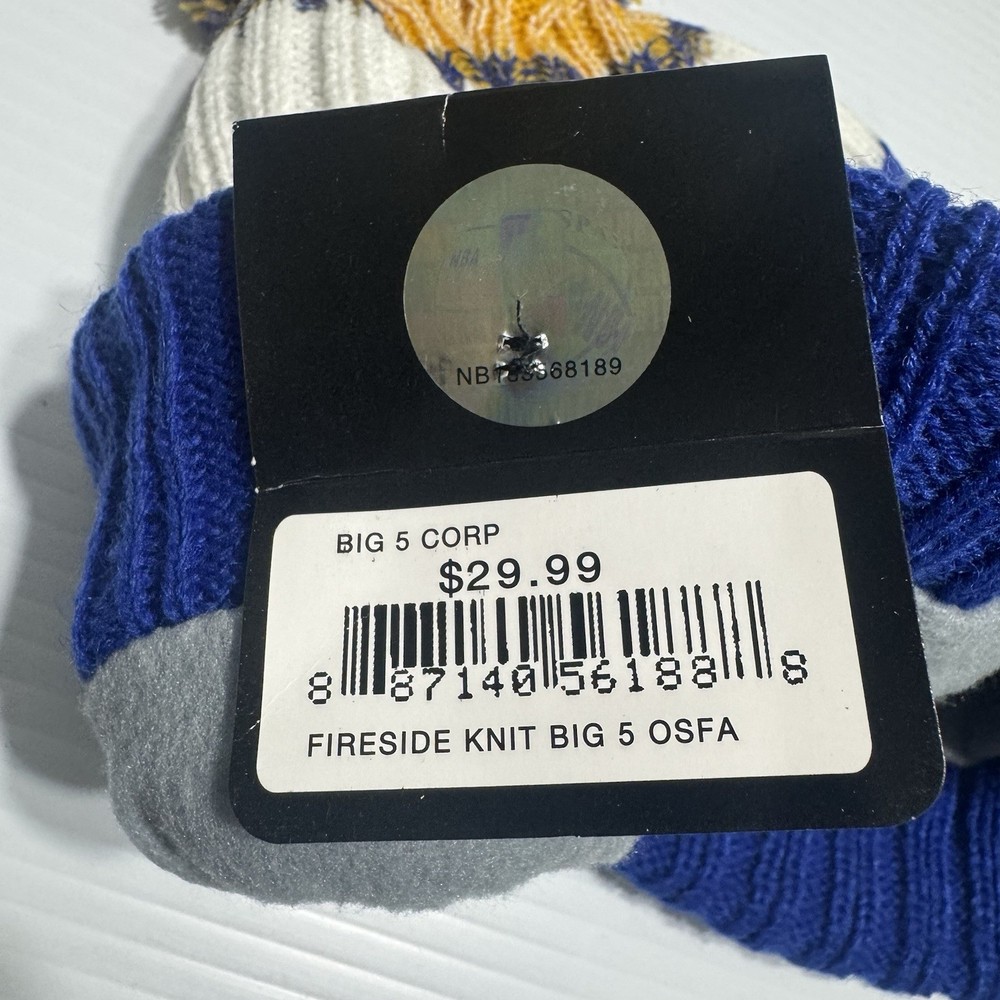 NBA
BIG 5 CORP
$29.99
8 87140 56188 8
FIRESIDE KNIT BIG 5 OSFA